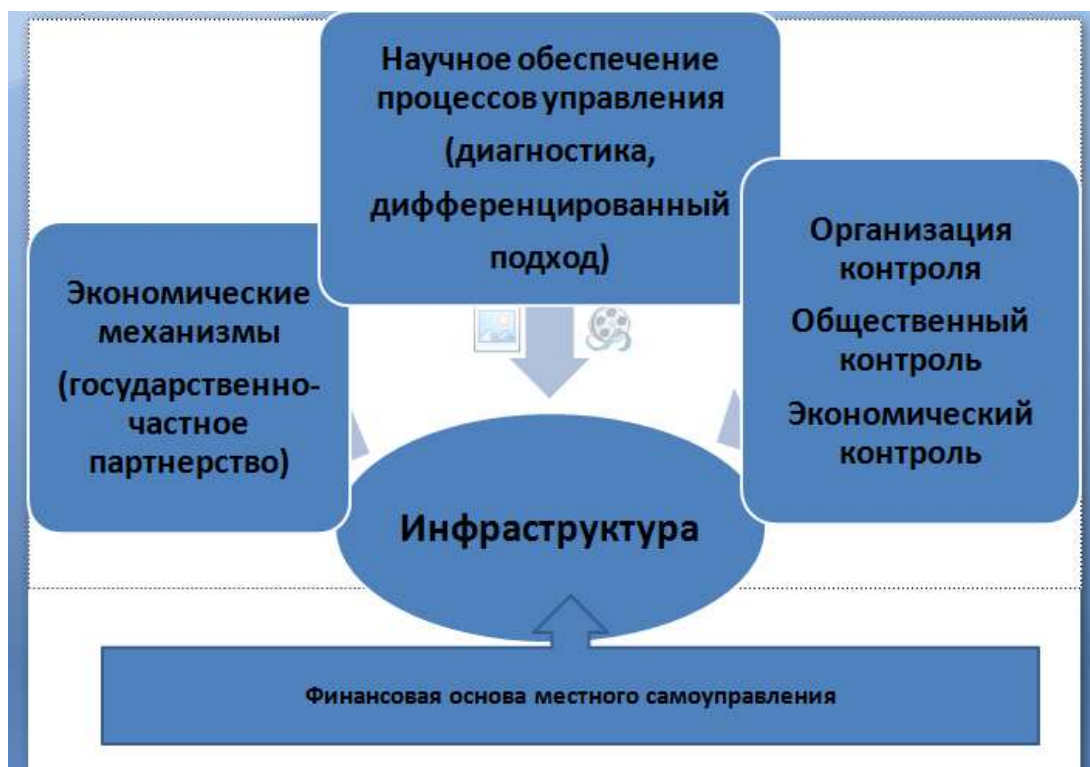 Научное обеспечение
процессов управления
(диагностика,
дифференцированный
подход)
Экономические
механизмы
(государственно-
частное
партнерство)
Организация
контроля
Общественный
контроль
Экономический
контроль
Инфраструктура
Финансовая основа местного самоуправления